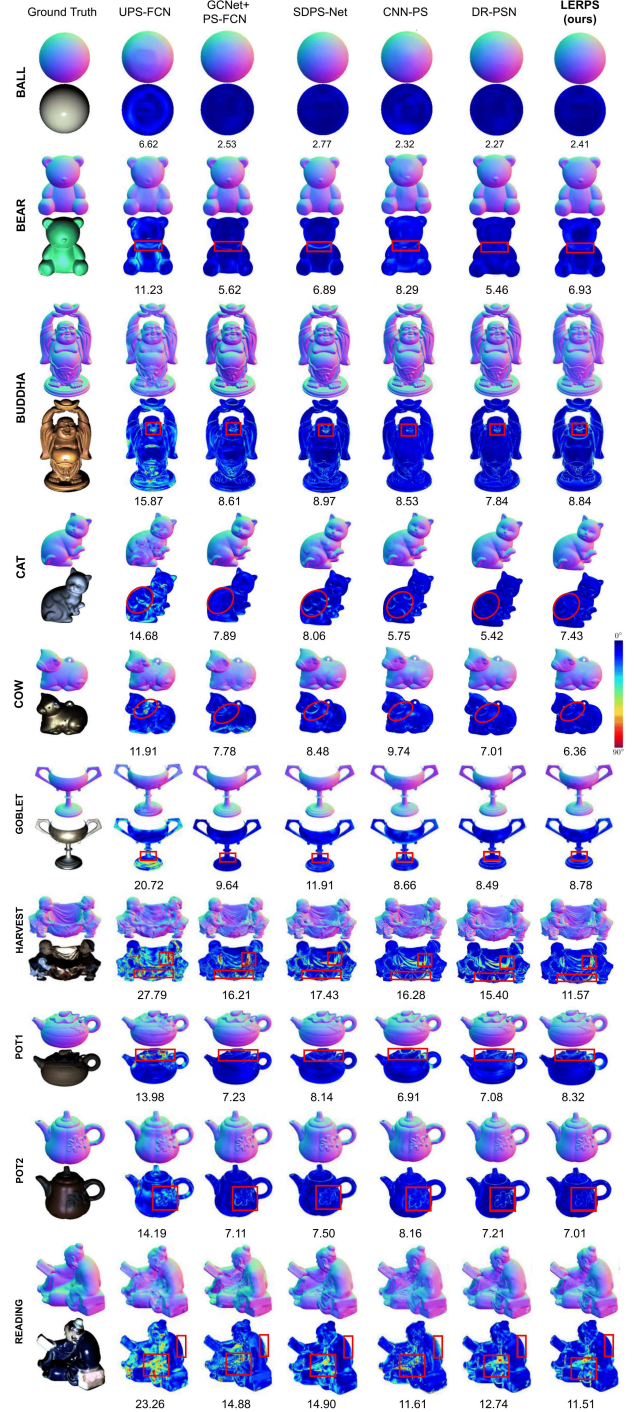 Ground Truth UPS-FCN GCNet+ PS-FCN SDPS-Net CNN-PS DR-PSN LERPS (ours)
BALL
6.62 2.53 2.77 2.32 2.27 2.41
BEAR
11.23 5.62 6.89 8.29 5.46 6.93
BUDDHA
15.87 8.61 8.97 8.53 7.84 8.84
CAT
14.68 7.89 8.06 5.75 5.42 7.43
0°
COW
90°
11.91 7.78 8.48 9.74 7.01 6.36
GOBLET
20.72 9.64 11.91 8.66 8.49 8.78
HARVEST
27.79 16.21 17.43 16.28 15.40 11.57
POT1
13.98 7.23 8.14 6.91 7.08 8.32
POT2
14.19 7.11 7.50 8.16 7.21 7.01
READING
23.26 14.88 14.90 11.61 12.74 11.51